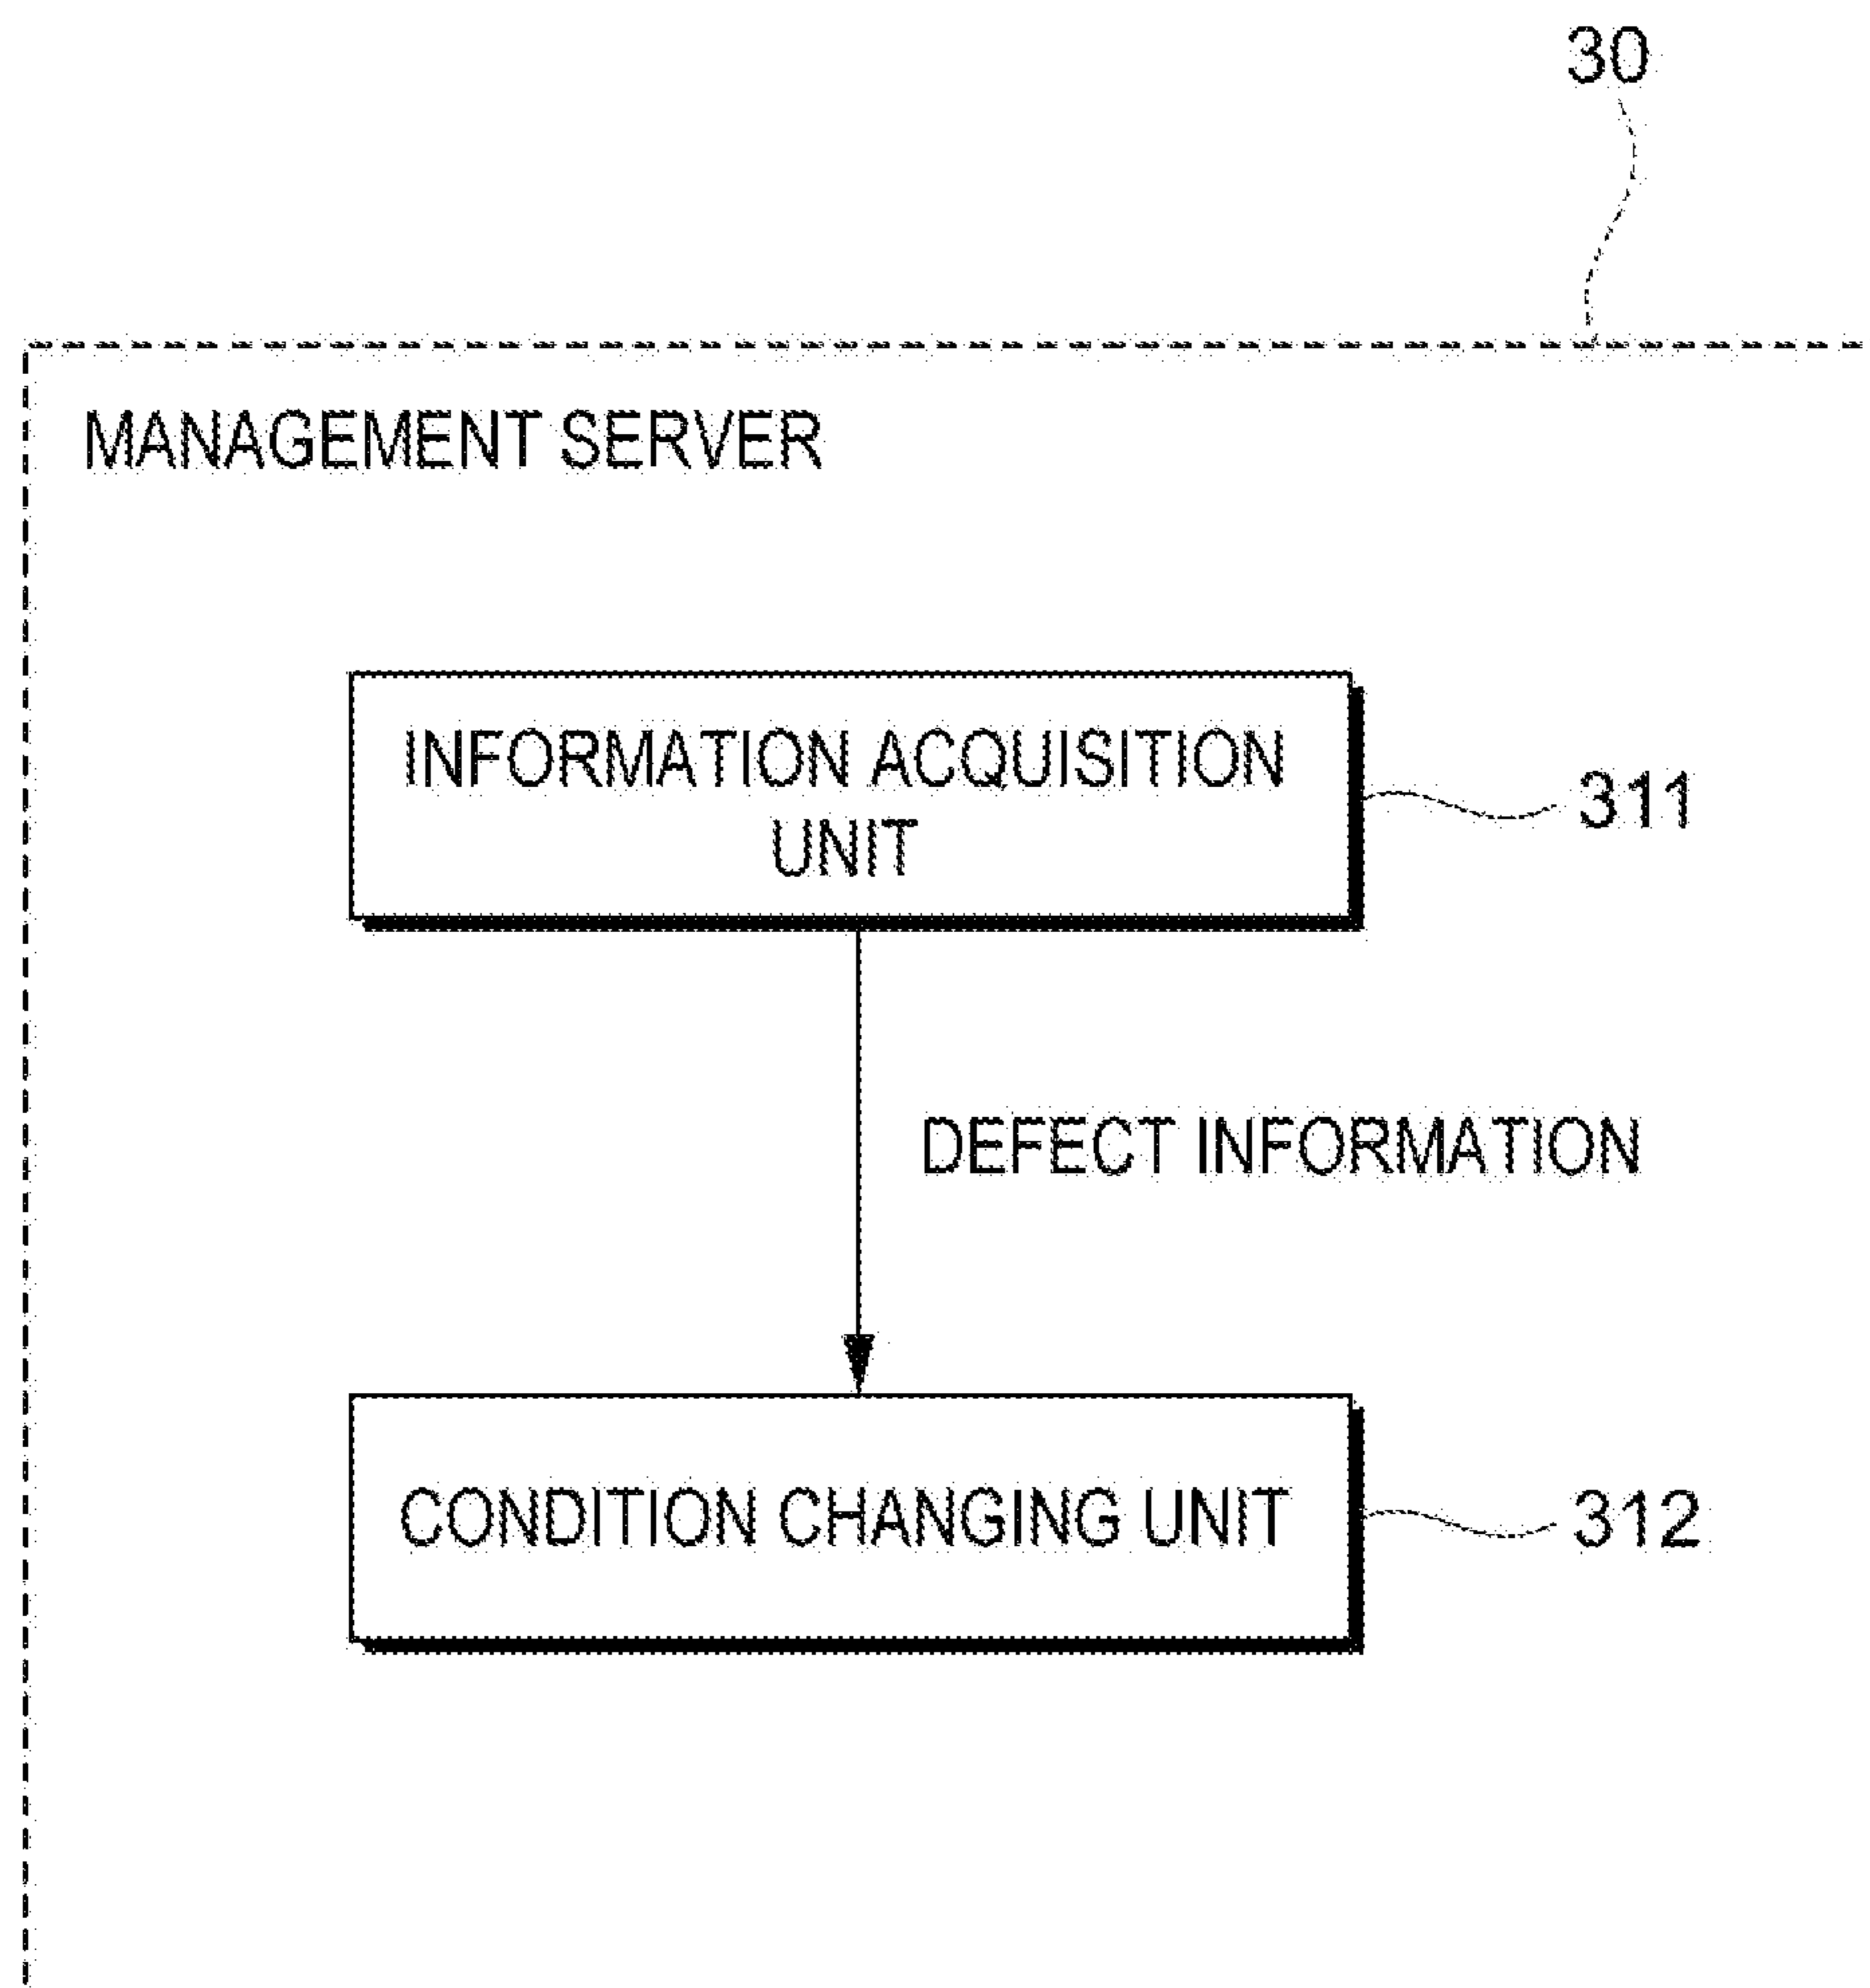 30
MANAGEMENT SERVER
INFORMATION ACQUISITION
UNIT
311
DEFECT INFORMATION
CONDITION CHANGING UNIT
312